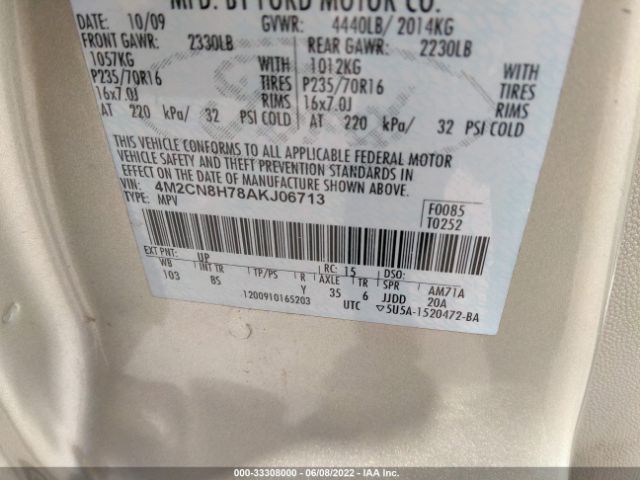 MFD. BY FORD MOTOR CO.
DATE: 10/09 GVWR: 4440LB/ 2014KG
FRONT GAWR: 2330LB REAR GAWR: 2230LB
1057KG WITH 1012KG WITH
P235/70R16 TIRES P235/70R16 TIRES
16x7.0J RIMS 16x7.0J RIMS
AT 220 kPa/ 32 PSI COLD AT 220 kPa/ 32 PSI COLD
THIS VEHICLE CONFORMS TO ALL APPLICABLE FEDERAL MOTOR
VEHICLE SAFETY AND THEFT PREVENTION STANDARDS IN
EFFECT ON THE DATE OF MANUFACTURE SHOWN ABOVE.
VIN: 4M2CN8H78AKJ06713
TYPE: MPV
F0085
T0252
EXT PNT: UP RC: 15 DSO:
WB INT TR TP/PS R AXLE TR SPR AM71A
103 BS Y 35 6 JJDD 20A
1200910165203 UTC ▽5U5A-1520472-BA
000-33308000 - 06/08/2022 - IAA Inc.